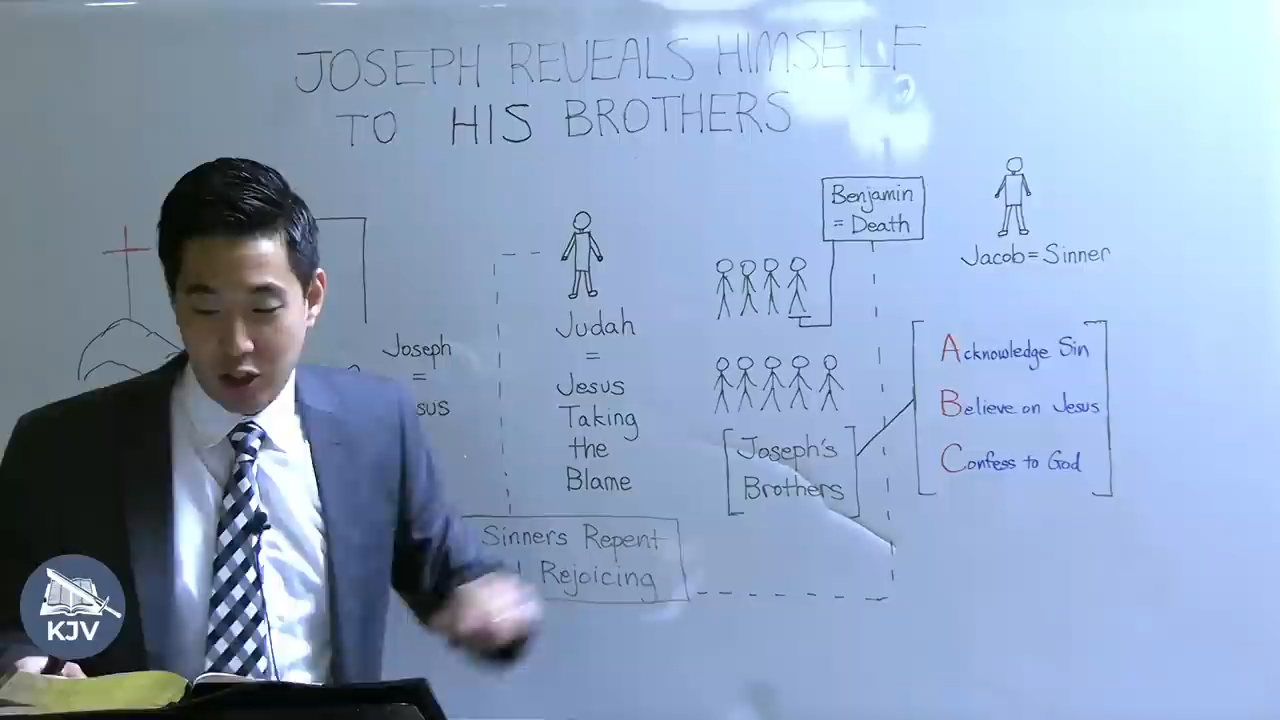 JOSEPH REVEALS HIMSELF
TO HIS BROTHERS
Benjamin
= Death
Jacob=Sinner
Judah
=
Jesus
Taking
the
Blame
Joseph
=
sus
Joseph's
Brothers
Acknowledge Sin
Believe on Jesus
Confess to God
Sinners Repent
Rejoicing
KJV